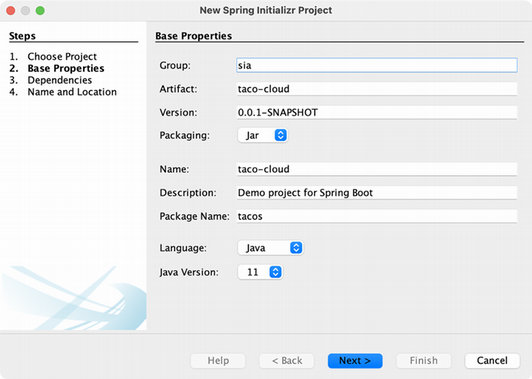 New Spring Initializr Project
Steps
1. Choose Project
2. Base Properties
3. Dependencies
4. Name and Location
Base Properties
Group: sia
Artifact: taco-cloud
Version: 0.0.1-SNAPSHOT
Packaging: Jar
Name: taco-cloud
Description: Demo project for Spring Boot
Package Name: tacos
Language: Java
Java Version: 11
Help < Back Next > Finish Cancel